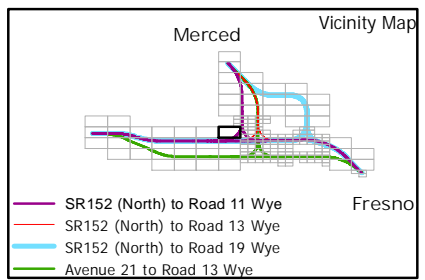 Vicinity Map
Merced
Fresno
SR152 (North) to Road 11 Wye
SR152 (North) to Road 13 Wye
SR152 (North) to Road 19 Wye
Avenue 21 to Road 13 Wye